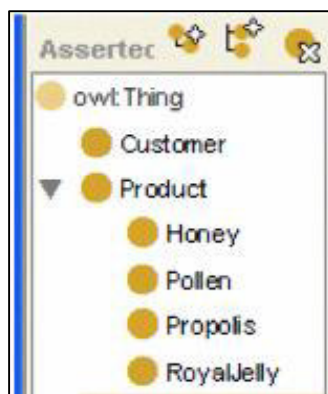 Assertec
owl:Thing
Customer
Product
Honey
Pollen
Propolis
RoyalJelly